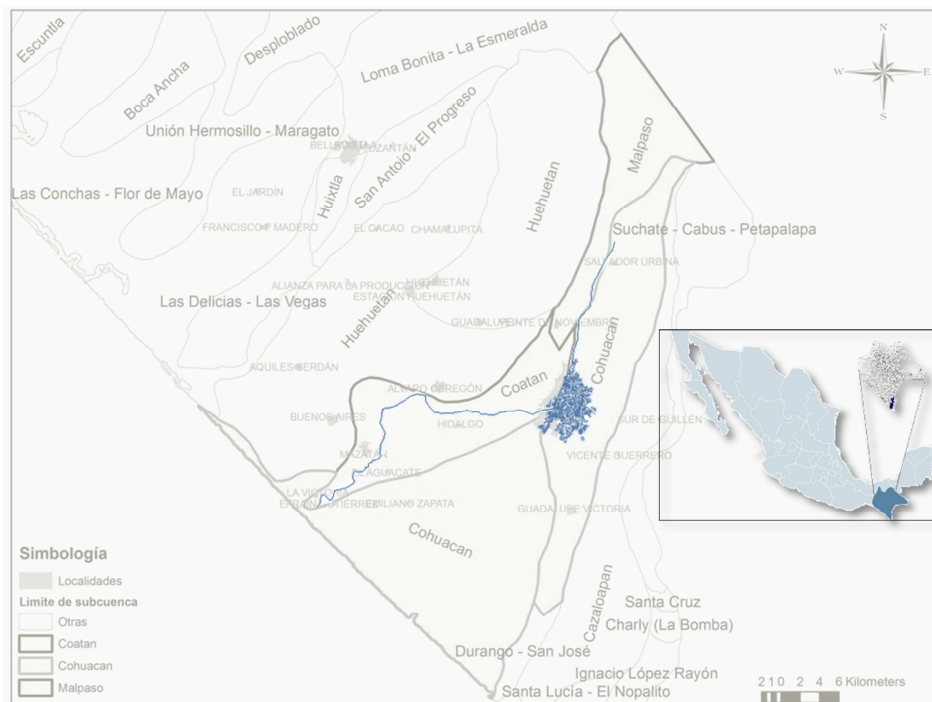 Escuntla
Boca Ancha
Desploblado
Loma Bonita - La Esmeralda
N
W
E
S
Unión Hermosillo - Maragato
San Antoio - El Progreso
Huixtla
Malpaso
Huehuetan
Las Conchas - Flor de Mayo
EL JARDÍN
FRANCISCO I. MADERO
EL CACAO
CHAMALUPITA
Suchate - Cabus - Petapalapa
SALVADOR URBINA
ALIANZA PARA LA PRODUCCIÓN
HUEHUETÁN
ESTACIÓN HUEHUETÁN
Las Delicias - Las Vegas
Huehuetan
GUADALUPE
VEINTE DE NOVIEMBRE
Cohuacan
AQUILES SERDÁN
ALVARO OBREGÓN
Coatan
BUENOS AIRES
HIDALGO
SUR DE GUILLÉN
MAZATÁN
VICENTE GUERRERO
EL AGUACATE
LA VICTORIA
EFRAÍN GUTIÉRREZ
EMILIANO ZAPATA
GUADALUPE VICTORIA
Cohuacan
Cazaloapan
Santa Cruz
Charly (La Bomba)
Durango - San José
Ignacio López Rayón
Santa Lucía - El Nopalito
Simbología
Localidades
Limite de subcuenca
Otras
Coatan
Cohuacan
Malpaso
2 1 0 2 4 6 Kilometers